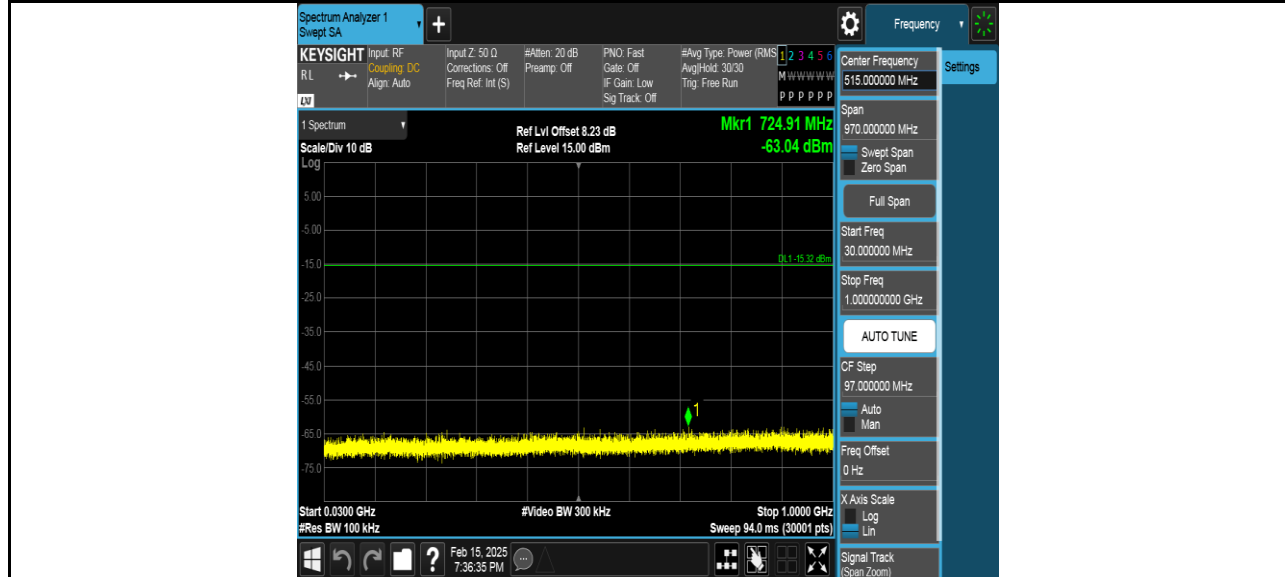 Spectrum Analyzer 1
Swept SA
+
Frequency
KEYSIGHT
RL
LXI
Input: RF
Coupling: DC
Align: Auto
Input Z: 50 Ω
Corrections: Off
Freq Ref: Int (S)
#Atten: 20 dB
Preamp: Off
PNO: Fast
Gate: Off
IF Gain: Low
Sig Track: Off
#Avg Type: Power (RMS
Avg|Hold: 30/30
Trig: Free Run
1 2 3 4 5 6
M W W W W W
P P P P P P
1 Spectrum
Scale/Div 10 dB
Ref Lvl Offset 8.23 dB
Ref Level 15.00 dBm
Mkr1 724.91 MHz
-63.04 dBm
Log
5.00
-5.00
-15.0
DL1 -15.32 dBm
-25.0
-35.0
-45.0
-55.0
1
-65.0
-75.0
Start 0.0300 GHz
#Video BW 300 kHz
Stop 1.0000 GHz
#Res BW 100 kHz
Sweep 94.0 ms (30001 pts)
?
Feb 15, 2025
7:36:35 PM
Center Frequency
515.000000 MHz
Settings
Span
970.000000 MHz
Swept Span
Zero Span
Full Span
Start Freq
30.000000 MHz
Stop Freq
1.000000000 GHz
AUTO TUNE
CF Step
97.000000 MHz
Auto
Man
Freq Offset
0 Hz
X Axis Scale
Log
Lin
Signal Track
(Span Zoom)